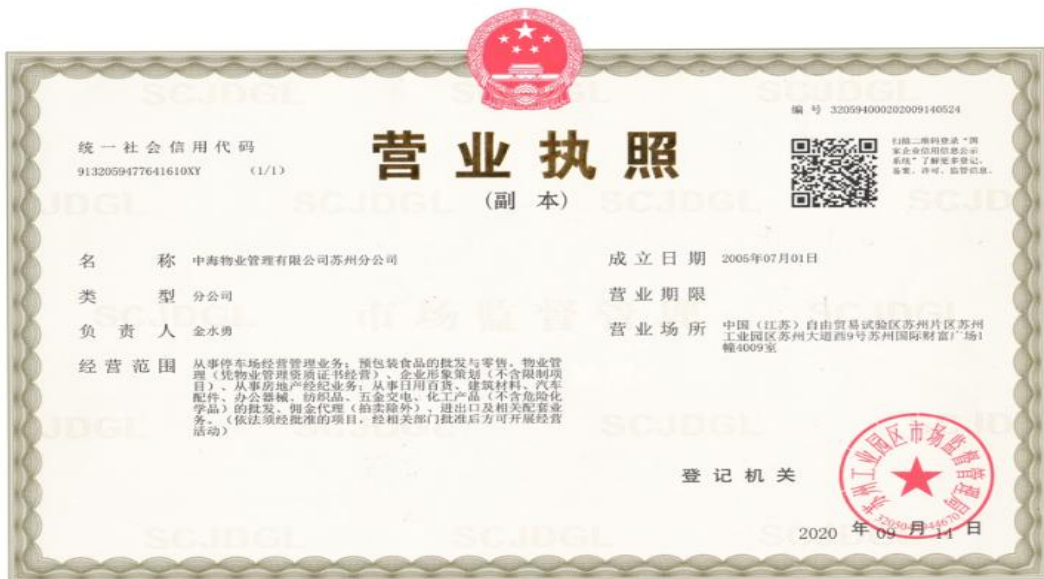 编 号 320594000202009140524
统一社会信用代码
9132059477641610XY (1/1)
营业执照
(副 本)
扫描二维码登录“国
家企业信用信息公示
系统”了解更多登记、
备案、许可、监管信息。
名 称 中海物业管理有限公司苏州分公司
类 型 分公司
负 责 人 金水勇
经 营 范 围 从事停车场经营管理业务；预包装食品的批发与零售。物业管
理（凭物业管理资质证书经营）、企业形象策划（不含限制项
目）、从事房地产经纪业务；从事日用百货、建筑材料、汽车
配件、办公器械、纺织品、五金交电、化工产品（不含危险化
学品）的批发、佣金代理（拍卖除外）、进出口及相关配套业
务。（依法须经批准的项目，经相关部门批准后方可开展经营
活动）
成 立 日 期 2005年07月01日
营 业 期 限
营 业 场 所 中国（江苏）自由贸易试验区苏州片区苏州
工业园区苏州大道西9号苏州国际财富广场1
幢4009室
登 记 机 关
苏州工业园区市场监督管理局
2020 年 09 月 14 日
SCJDGL
市场监督管理